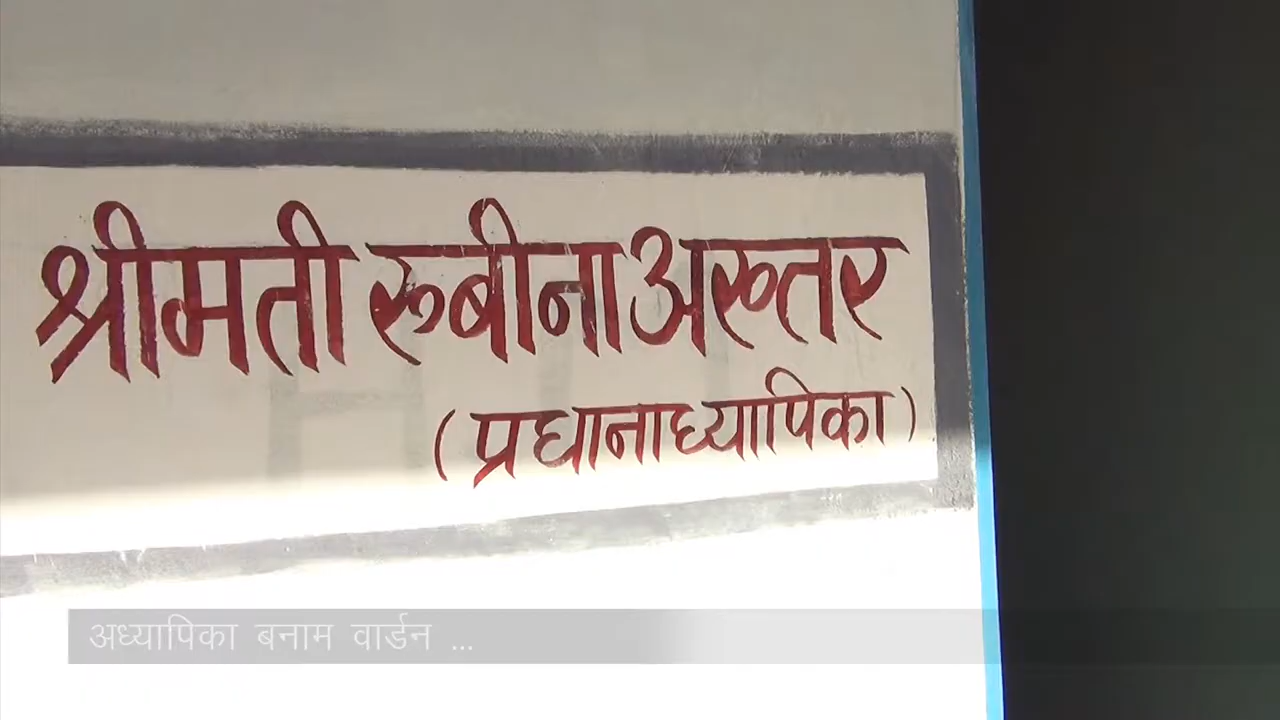 श्रीमती रूबीना अख्तर
(प्रधानाध्यापिका)
अध्यापिका बनाम वार्डन ...